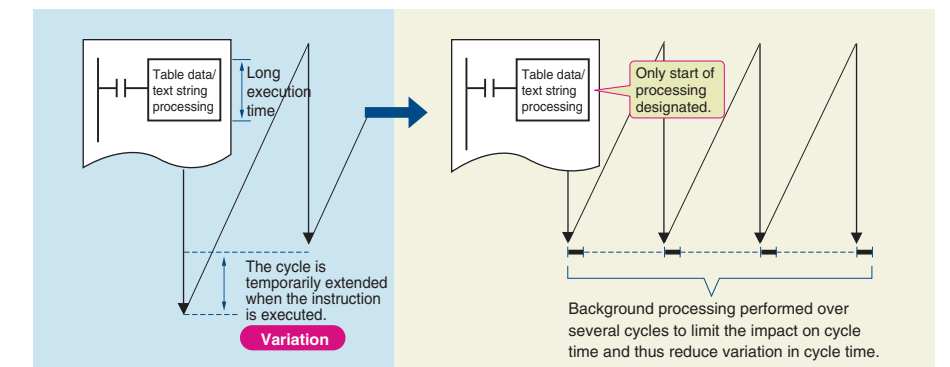 Table data/
text string
processing
Long
execution
time
The cycle is
temporarily extended
when the instruction
is executed.
Variation
Table data/
text string
processing
Only start of
processing
designated.
Background processing performed over
several cycles to limit the impact on cycle
time and thus reduce variation in cycle time.